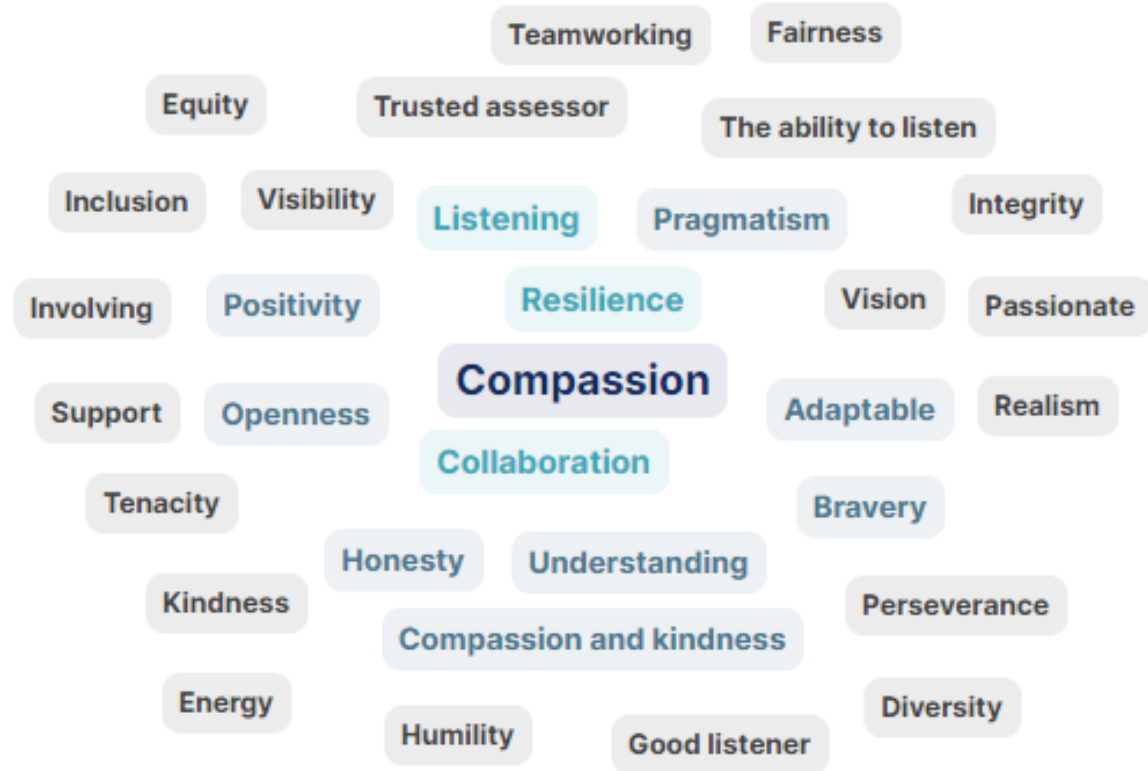 Teamworking
Fairness
Equity
Trusted assessor
The ability to listen
Inclusion
Visibility
Listening
Pragmatism
Integrity
Involving
Positivity
Resilience
Vision
Passionate
Compassion
Support
Openness
Adaptable
Realism
Collaboration
Tenacity
Bravery
Honesty
Understanding
Kindness
Perseverance
Compassion and kindness
Energy
Diversity
Humility
Good listener